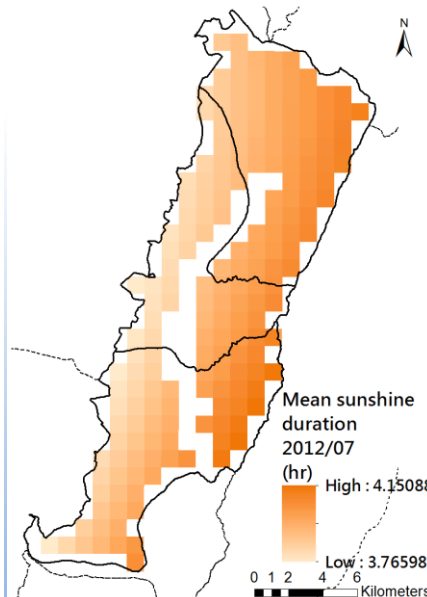 N
Mean sunshine
duration
2012/07
(hr)
High : 4.15088
Low : 3.76598
0 1 2 4 6
Kilometers